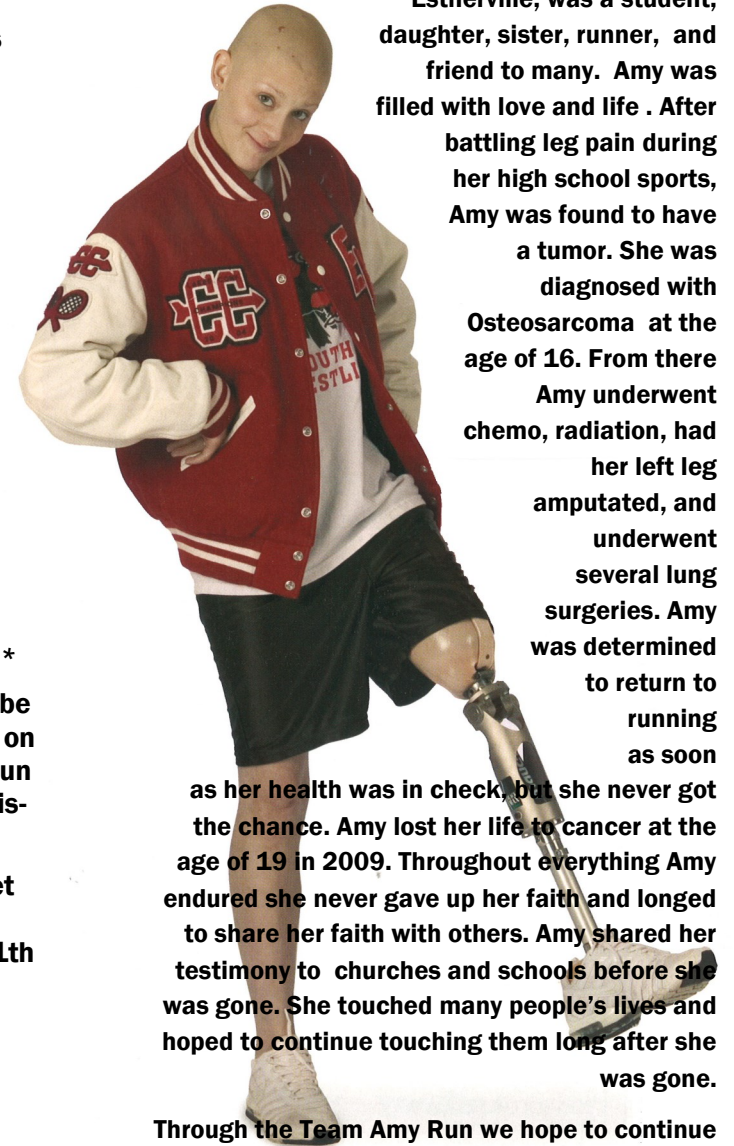 s
*
be
on
un
is-
et
1th
Estherville, was a student,
daughter, sister, runner, and
friend to many. Amy was
filled with love and life . After
battling leg pain during
her high school sports,
Amy was found to have
a tumor. She was
diagnosed with
Osteosarcoma at the
age of 16. From there
Amy underwent
chemo, radiation, had
her left leg
amputated, and
underwent
several lung
surgeries. Amy
was determined
to return to
running
as soon
as her health was in check, but she never got
the chance. Amy lost her life to cancer at the
age of 19 in 2009. Throughout everything Amy
endured she never gave up her faith and longed
to share her faith with others. Amy shared her
testimony to churches and schools before she
was gone. She touched many people’s lives and
hoped to continue touching them long after she
was gone.
Through the Team Amy Run we hope to continue